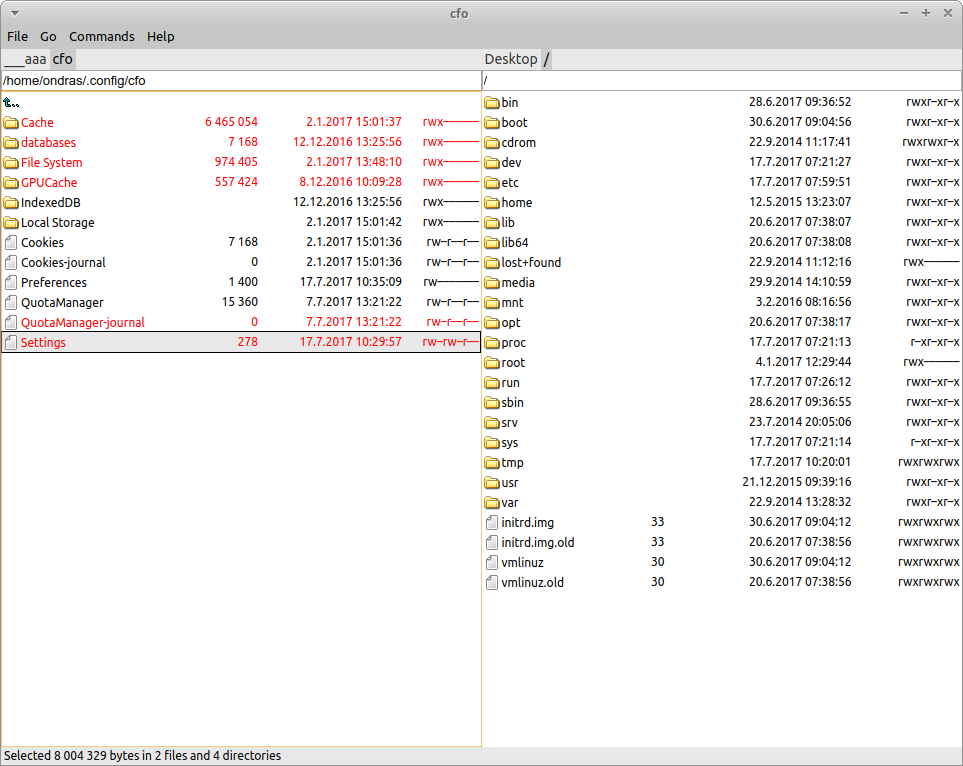 cfo
File Go Commands Help
___aaa cfo
/home/ondras/.config/cfo
..
Cache 6 465 054 2.1.2017 15:01:37 rwx------
databases 7 168 12.12.2016 13:25:56 rwx------
File System 974 405 2.1.2017 13:48:10 rwx------
GPUCache 557 424 8.12.2016 10:09:28 rwx------
IndexedDB 12.12.2016 13:25:56 rwx------
Local Storage 2.1.2017 15:01:42 rwx------
Cookies 7 168 2.1.2017 15:01:36 rw-r--r--
Cookies-journal 0 2.1.2017 15:01:36 rw-r--r--
Preferences 1 400 17.7.2017 10:35:09 rw-------
QuotaManager 15 360 7.7.2017 13:21:22 rw-r--r--
QuotaManager-journal 0 7.7.2017 13:21:22 rw-r--r--
Settings 278 17.7.2017 10:29:57 rw-rw-r--
Desktop /
/
bin 28.6.2017 09:36:52 rwxr-xr-x
boot 30.6.2017 09:04:56 rwxr-xr-x
cdrom 22.9.2014 11:17:41 rwxrwxr-x
dev 17.7.2017 07:21:27 rwxr-xr-x
etc 17.7.2017 07:59:51 rwxr-xr-x
home 12.5.2015 13:23:07 rwxr-xr-x
lib 20.6.2017 07:38:07 rwxr-xr-x
lib64 20.6.2017 07:38:08 rwxr-xr-x
lost+found 22.9.2014 11:12:16 rwx------
media 29.9.2014 14:10:59 rwxr-xr-x
mnt 3.2.2016 08:16:56 rwxr-xr-x
opt 20.6.2017 07:38:17 rwxr-xr-x
proc 17.7.2017 07:21:13 r-xr-xr-x
root 4.1.2017 12:29:44 rwx------
run 17.7.2017 07:26:12 rwxr-xr-x
sbin 28.6.2017 09:36:55 rwxr-xr-x
srv 23.7.2014 20:05:06 rwxr-xr-x
sys 17.7.2017 07:21:14 r-xr-xr-x
tmp 17.7.2017 10:20:01 rwxrwxrwx
usr 21.12.2015 09:39:16 rwxr-xr-x
var 22.9.2014 13:28:32 rwxr-xr-x
initrd.img 33 30.6.2017 09:04:12 rwxrwxrwx
initrd.img.old 33 20.6.2017 07:38:56 rwxrwxrwx
vmlinuz 30 30.6.2017 09:04:12 rwxrwxrwx
vmlinuz.old 30 20.6.2017 07:38:56 rwxrwxrwx
Selected 8 004 329 bytes in 2 files and 4 directories